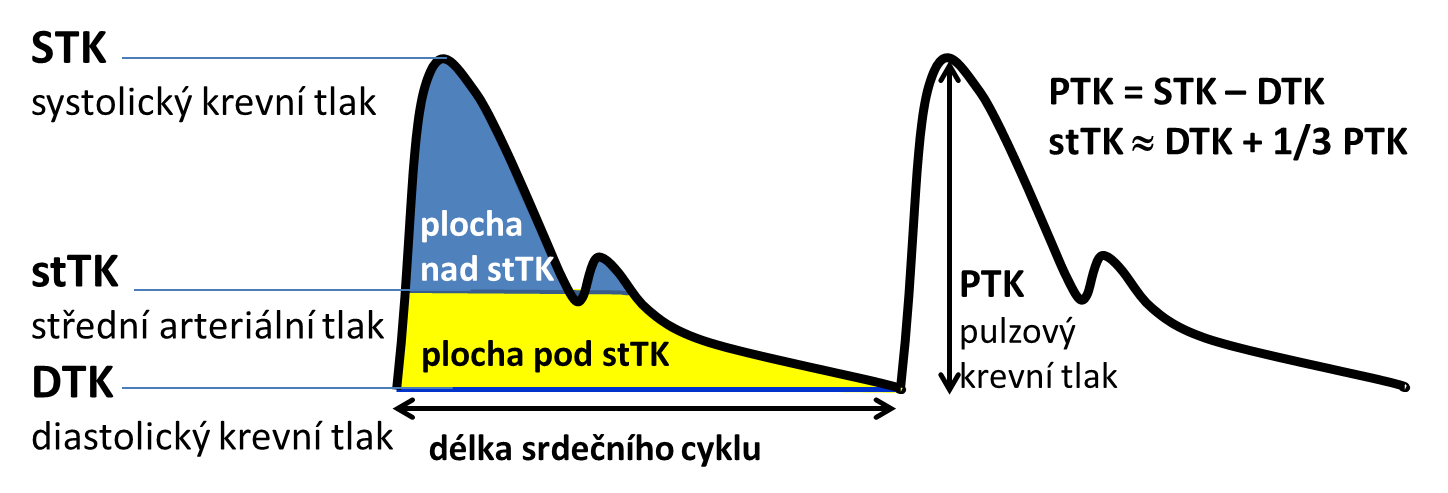 STK
systolický krevní tlak
stTK
střední arteriální tlak
DTK
diastolický krevní tlak
plocha
nad stTK
plocha pod stTK
délka srdečního cyklu
PTK
pulzový
krevní tlak
PTK = STK – DTK
stTK ≈ DTK + 1/3 PTK